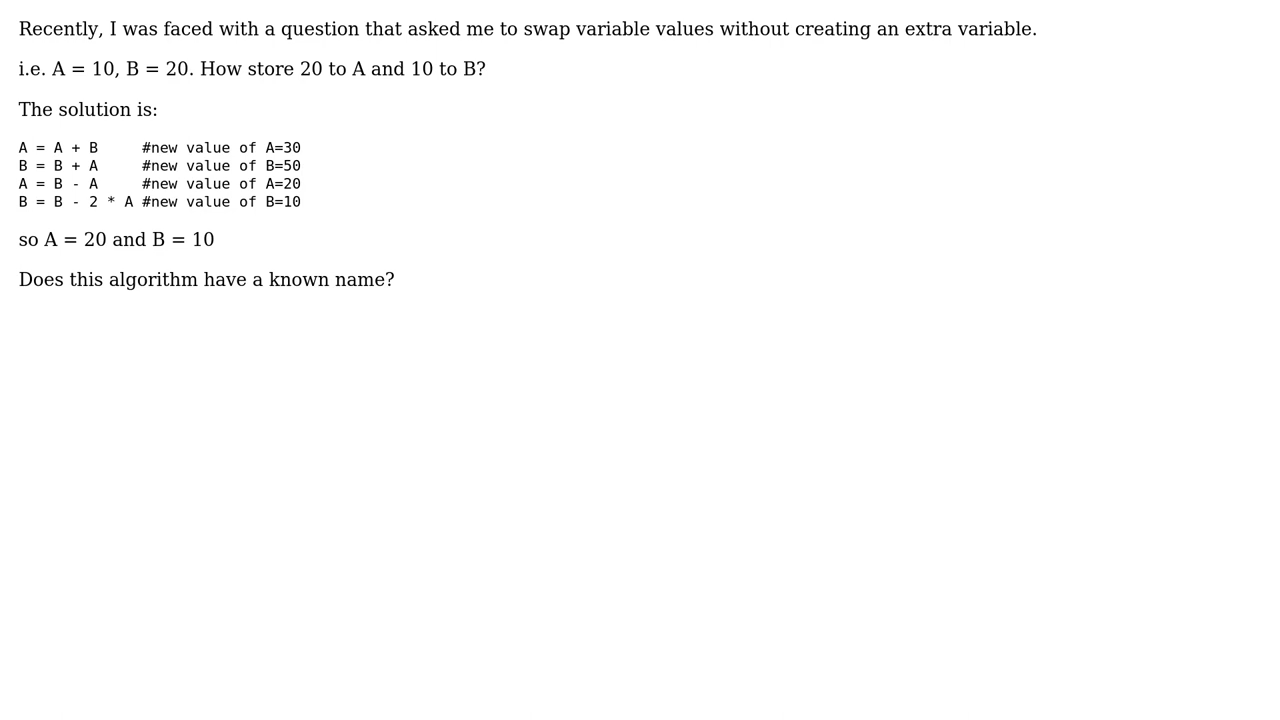 Recently, I was faced with a question that asked me to swap variable values without creating an extra variable.
i.e. A = 10, B = 20. How store 20 to A and 10 to B?
The solution is:
A = A + B     #new value of A=30
B = B + A     #new value of B=50
A = B - A     #new value of A=20
B = B - 2 * A #new value of B=10
so A = 20 and B = 10
Does this algorithm have a known name?